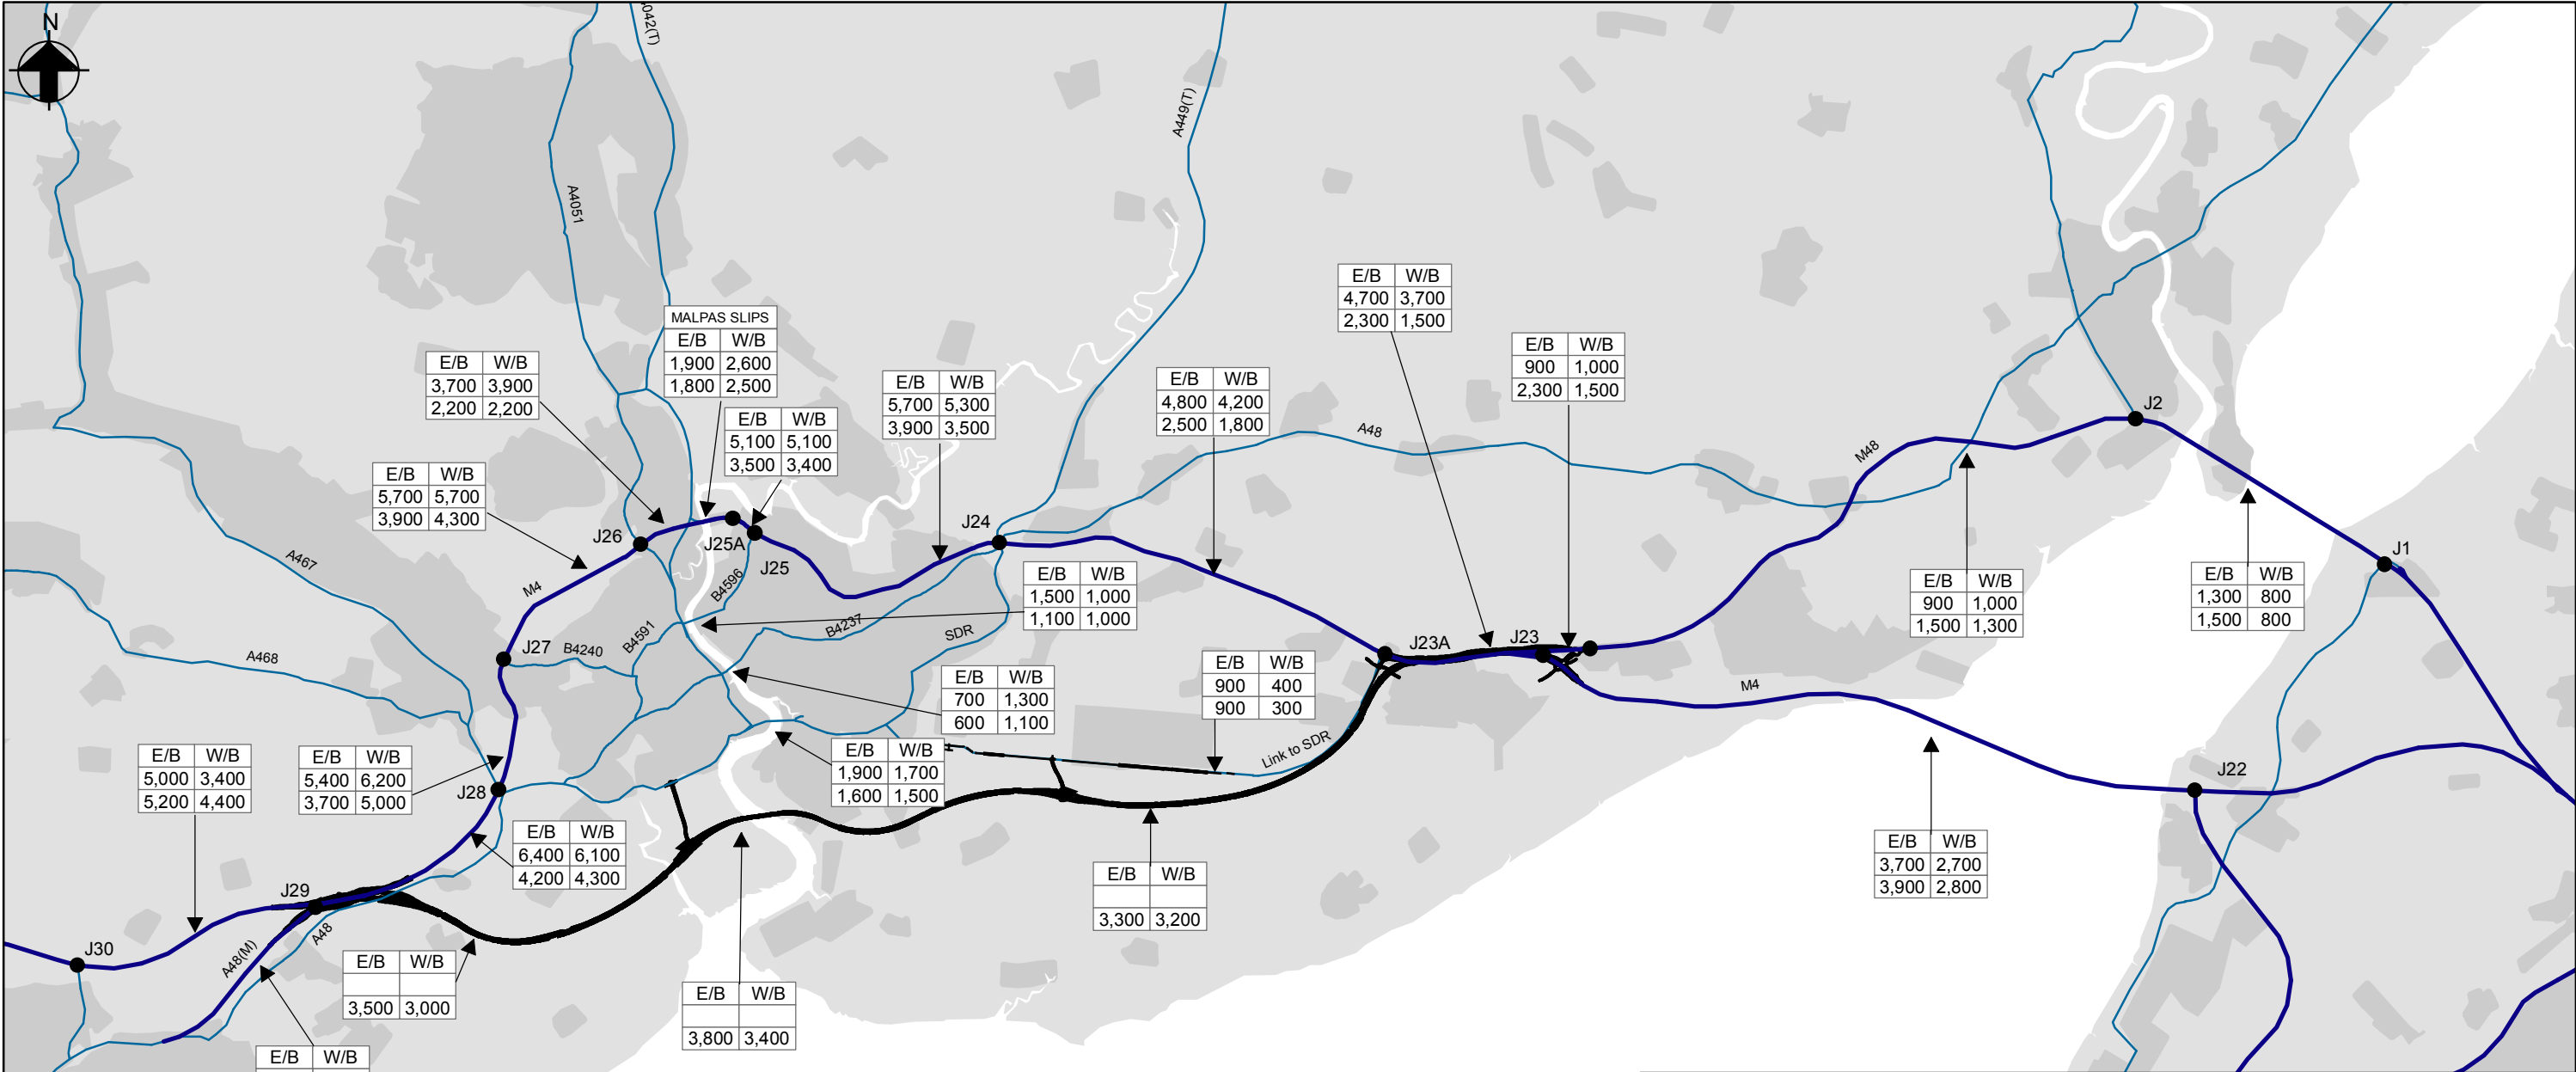 N
042(T)
A4051
A449(T)
E/B W/B
4,700 3,700
2,300 1,500
MALPAS SLIPS
E/B W/B
1,900 2,600
1,800 2,500
E/B W/B
900 1,000
2,300 1,500
E/B W/B
3,700 3,900
2,200 2,200
E/B W/B
5,700 5,300
3,900 3,500
E/B W/B
4,800 4,200
2,500 1,800
E/B W/B
5,100 5,100
3,500 3,400
A48
J2
M48
E/B W/B
5,700 5,700
3,900 4,300
J26
J25A
J25
J24
J1
A467
M4
B4596
E/B W/B
1,500 1,000
1,100 1,000
E/B W/B
900 1,000
1,500 1,300
E/B W/B
1,300 800
1,500 800
J27
B4240
B4591
B4237
SDR
J23A
J23
A468
E/B W/B
700 1,300
600 1,100
E/B W/B
900 400
900 300
M4
E/B W/B
5,000 3,400
5,200 4,400
E/B W/B
5,400 6,200
3,700 5,000
J28
E/B W/B
1,900 1,700
1,600 1,500
Link to SDR
J22
E/B W/B
6,400 6,100
4,200 4,300
E/B W/B
3,700 2,700
3,900 2,800
E/B W/B
3,300 3,200
J29
J30
A48(M)
A48
E/B W/B
3,500 3,000
E/B W/B
3,800 3,400
E/B W/B